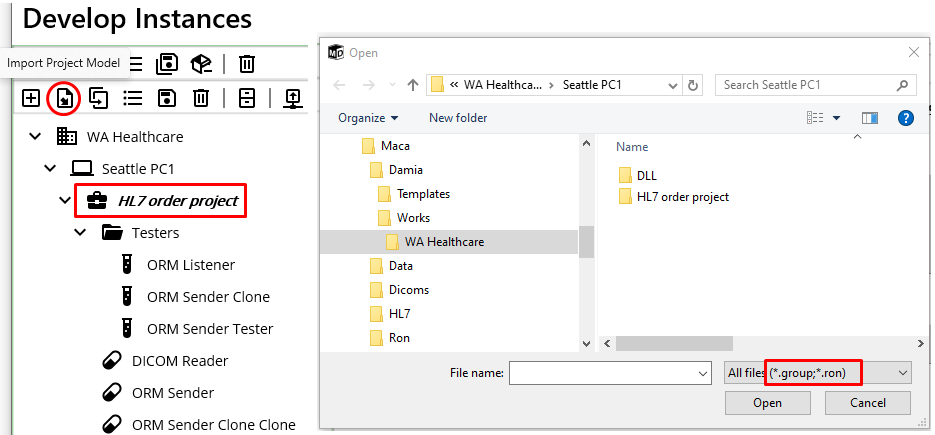 Develop Instances
Import Project Model
WA Healthcare
Seattle PC1
HL7 order project
Testers
ORM Listener
ORM Sender Clone
ORM Sender Tester
DICOM Reader
ORM Sender
ORM Sender Clone Clone
MD Open
« WA Healthca... > Seattle PC1
Search Seattle PC1
Organize
New folder
Maca
Damia
Templates
Works
WA Healthcare
Data
Dicoms
HL7
Ron
Name
DLL
HL7 order project
File name:
All files (*.group;*.ron)
Open
Cancel